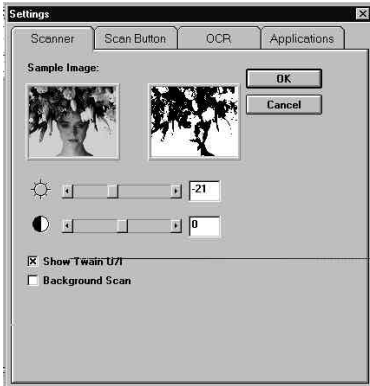 Settings
Scanner Scan Button OCR Applications
Sample Image:
OK
Cancel
-21
0
Show Twain U/I
Background Scan